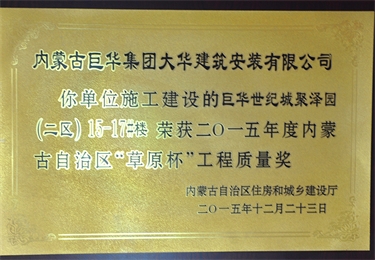 内蒙古巨华集团大华建筑安装有限公司
你单位施工建设的巨华世纪城聚泽园
(二区) 15-17#楼 荣获二〇一五年度内蒙
古自治区“草原杯”工程质量奖
内蒙古自治区住房和城乡建设厅
二〇一五年十二月二十三日